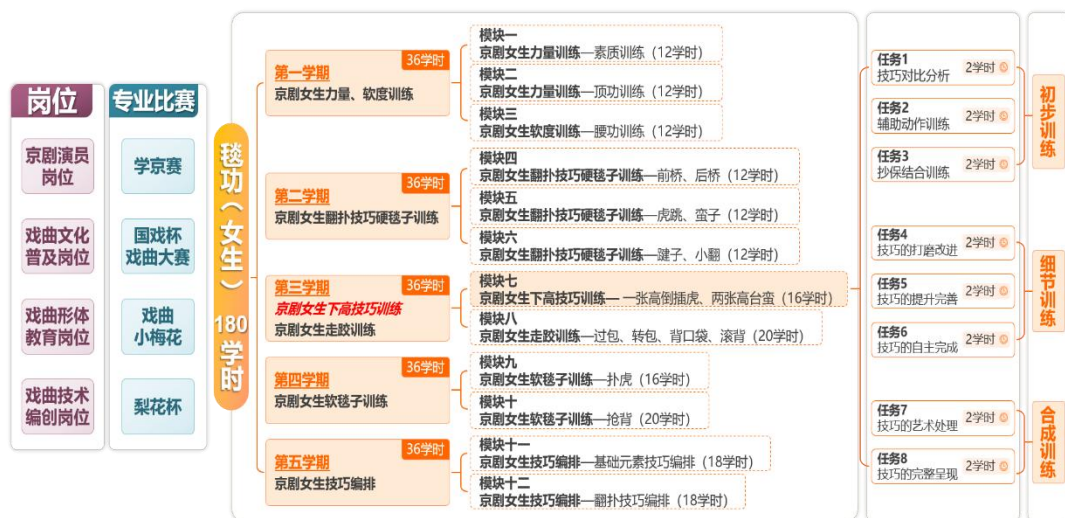 岗位
京剧演员
岗位
戏曲文化
普及岗位
戏曲形体
教育岗位
戏曲技术
编创岗位
专业比赛
学京赛
国戏杯
戏曲大赛
戏曲
小梅花
梨花杯
毯功（女生）180学时
第一学期
36学时
京剧女生力量、软度训练
模块一
京剧女生力量训练—素质训练（12学时）
模块二
京剧女生力量训练—顶功（12学时）
模块三
京剧女生软度训练—腰功（12学时）
第二学期
36学时
京剧女生翻扑技巧硬毯子训练
模块四
京剧女生翻扑技巧硬毯子训练—前桥、后桥（12学时）
模块五
京剧女生翻扑技巧硬毯子训练—虎跳、蛮子（12学时）
模块六
京剧女生翻扑技巧硬毯子训练—踺子、小翻（12学时）
第三学期
36学时
京剧女生下高技巧训练
京剧女生走跤训练
模块七
京剧女生下高技巧训练— 一张高倒插虎、两张高台蛮（16学时）
模块八
京剧女生走跤训练—过包、转包、背口袋、滚背（20学时）
第四学期
36学时
京剧女生软毯子训练
模块九
京剧女生软毯子训练—扑虎（16学时）
模块十
京剧女生软毯子训练—抢背（20学时）
第五学期
36学时
京剧女生技巧编排
模块十一
京剧女生技巧编排—基础元素技巧编排（18学时）
模块十二
京剧女生技巧编排—翻扑技巧编排（18学时）
任务1
技巧对比分析
2学时
任务2
辅助动作训练
2学时
任务3
抄保结合训练
2学时
初步训练
任务4
技巧的打磨改进
2学时
任务5
技巧的提升完善
2学时
任务6
技巧的自主完成
2学时
细节训练
任务7
技巧的艺术处理
2学时
任务8
技巧的完整呈现
2学时
合成训练